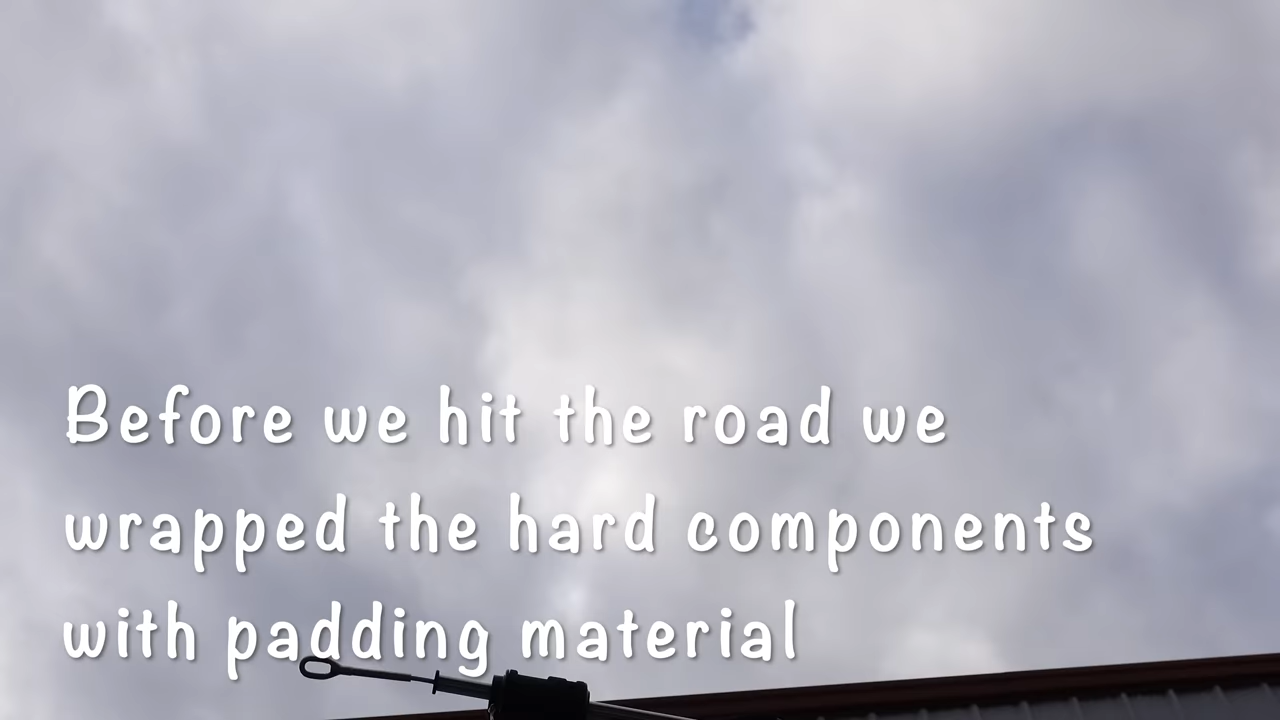 Before we hit the road we
wrapped the hard components
with padding material